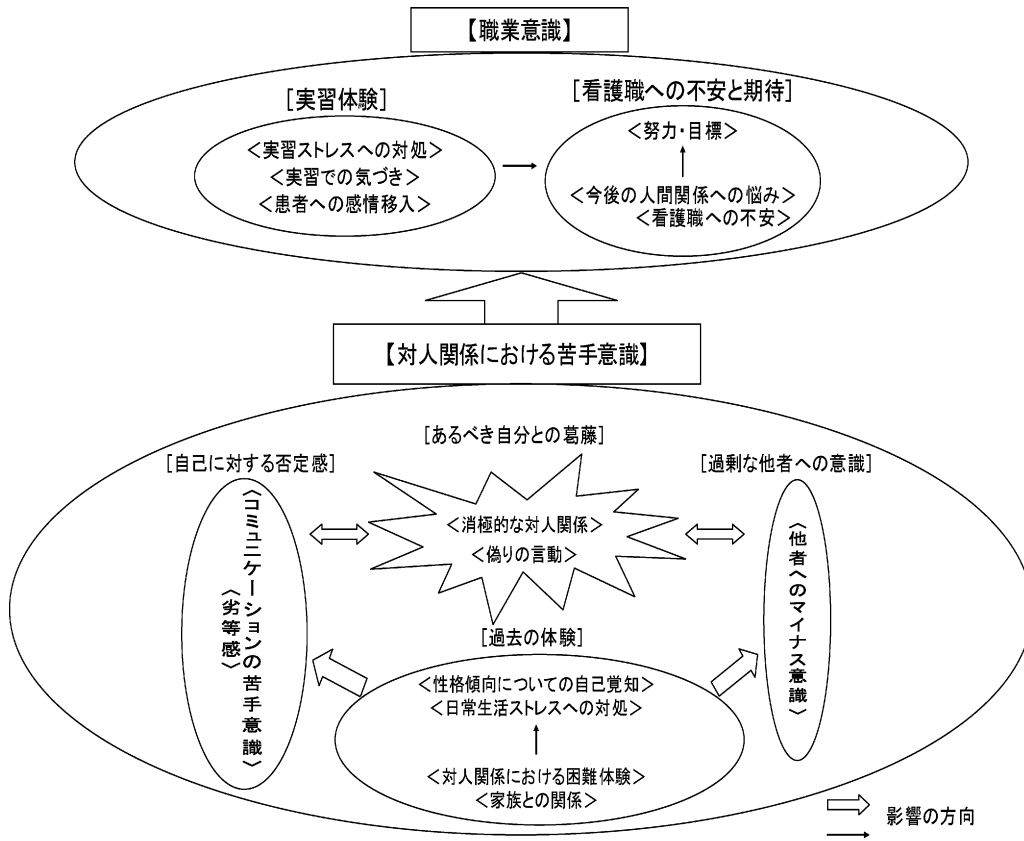 【職業意識】
[実習体験]
[看護職への不安と期待]
＜実習ストレスへの対処＞
＜実習での気づき＞
＜患者への感情移入＞
＜努力・目標＞
＜今後の人間関係への悩み＞
＜看護職への不安＞
【対人関係における苦手意識】
[あるべき自分との葛藤]
[自己に対する否定感]
[過剰な他者への意識]
＜コミュニケーションの苦手意識＞
＜劣等感＞
＜消極的な対人関係＞
＜偽りの言動＞
＜他者へのマイナス意識＞
[過去の体験]
＜性格傾向についての自己覚知＞
＜日常生活ストレスへの対処＞
＜対人関係における困難体験＞
＜家族との関係＞
影響の方向